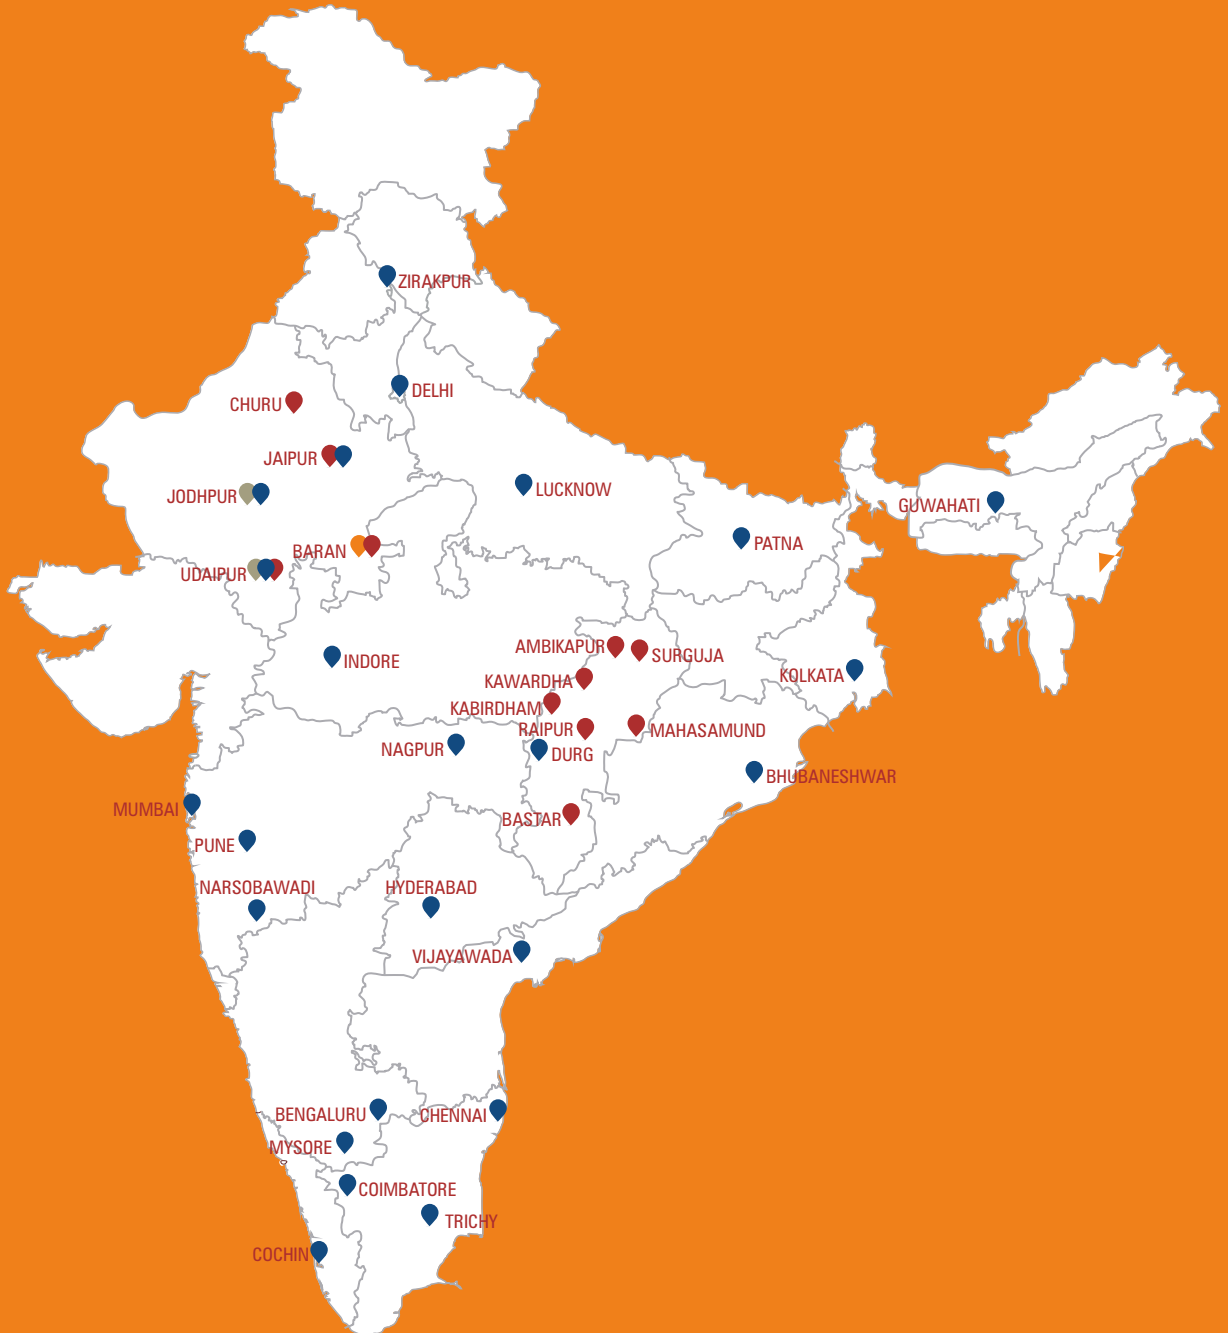 ZIRAKPUR
DELHI
CHURU
JAIPUR
LUCKNOW
JODHPUR
GUWAHATI
PATNA
BARAN
UDAIPUR
AMBIKAPUR
SURGUJA
INDORE
KOLKATA
KAWARDHA
KABIRDHAM
RAIPUR
MAHASAMUND
NAGPUR
DURG
BHUBANESHWAR
MUMBAI
BASTAR
PUNE
NARSOBAWADI
HYDERABAD
VIJAYAWADA
BENGALURU
CHENNAI
MYSORE
COIMBATORE
TRICHY
COCHIN